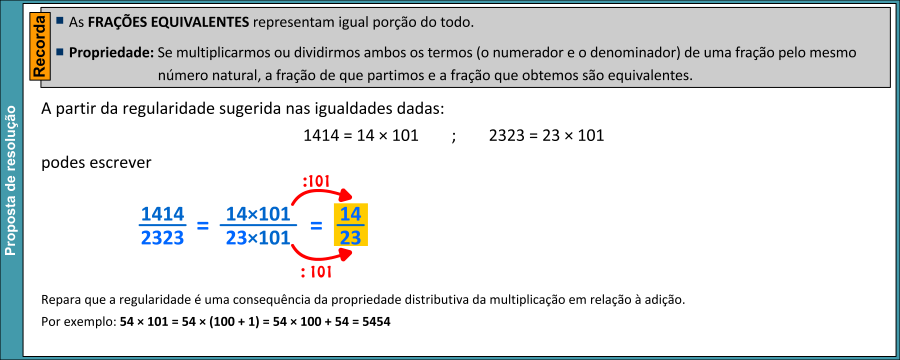 Proposta de resolução
Recorda
As FRAÇÕES EQUIVALENTES representam igual porção do todo.
Propriedade: Se multiplicarmos ou dividirmos ambos os termos (o numerador e o denominador) de uma fração pelo mesmo
número natural, a fração de que partimos e a fração que obtemos são equivalentes.
A partir da regularidade sugerida nas igualdades dadas:
1414 = 14 × 101 ; 2323 = 23 × 101
podes escrever
:101
1414 14×101 14
= =
2323 23×101 23
: 101
Repara que a regularidade é uma consequência da propriedade distributiva da multiplicação em relação à adição.
Por exemplo: 54 × 101 = 54 × (100 + 1) = 54 × 100 + 54 = 5454